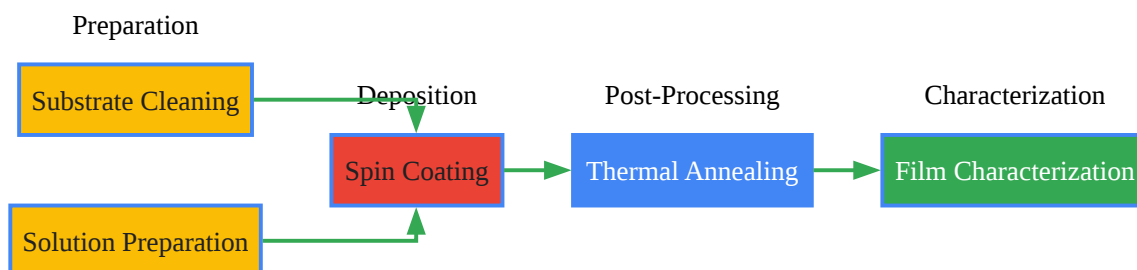 Preparation
Substrate Cleaning
Solution Preparation
Deposition
Spin Coating
Post-Processing
Thermal Annealing
Characterization
Film Characterization